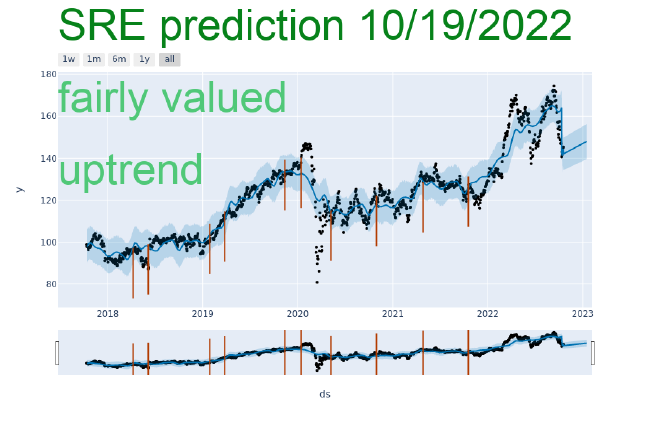 SRE prediction 10/19/2022
1w 1m 6m 1y all
fairly valued
uptrend
180
160
140
120
100
80
y
2018 2019 2020 2021 2022 2023
ds